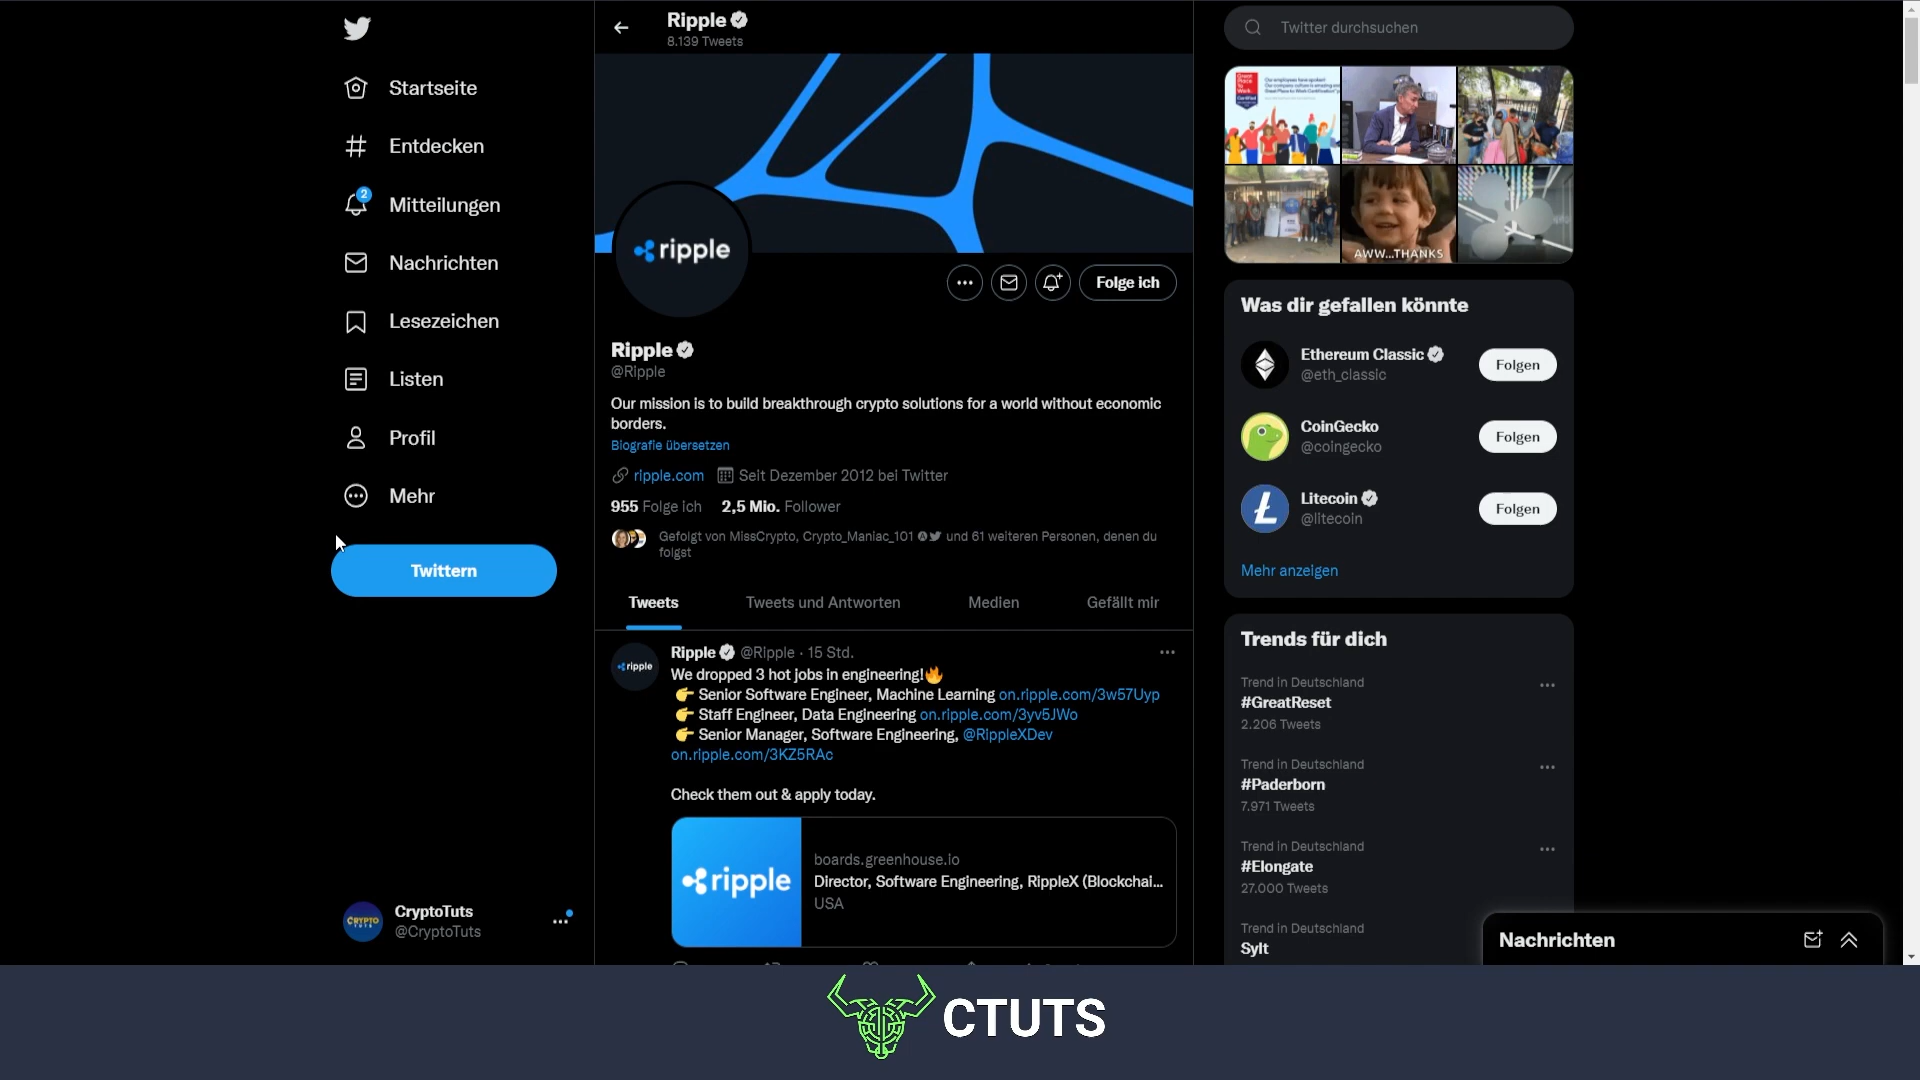 Startseite
Entdecken
2
Mitteilungen
Nachrichten
Lesezeichen
Listen
Profil
Mehr
Twittern
CryptoTuts
@CryptoTuts
Ripple
8.139 Tweets
ripple
Folge ich
Ripple
@Ripple
Our mission is to build breakthrough crypto solutions for a world without economic
borders.
Biografie übersetzen
ripple.com Seit Dezember 2012 bei Twitter
955 Folge ich 2,5 Mio. Follower
Gefolgt von MissCrypto, Crypto_Maniac_101 und 61 weiteren Personen, denen du
folgst
Tweets Tweets und Antworten Medien Gefällt mir
ripple
Ripple @Ripple · 15 Std.
We dropped 3 hot jobs in engineering!🔥
👉 Senior Software Engineer, Machine Learning on.ripple.com/3w57Uyp
👉 Staff Engineer, Data Engineering on.ripple.com/3yv5JWo
👉 Senior Manager, Software Engineering, @RippleXDev
on.ripple.com/3KZ5RAc
Check them out & apply today.
ripple
boards.greenhouse.io
Director, Software Engineering, RippleX (Blockchai...
USA
Twitter durchsuchen
Great
Place
To
Work.
Certified
AWW...THANKS
Was dir gefallen könnte
Ethereum Classic
@eth_classic
Folgen
CoinGecko
@coingecko
Folgen
Litecoin
@litecoin
Folgen
Mehr anzeigen
Trends für dich
Trend in Deutschland
#GreatReset
2.206 Tweets
Trend in Deutschland
#Paderborn
7.971 Tweets
Trend in Deutschland
#Elongate
27.000 Tweets
Trend in Deutschland
Sylt
Nachrichten
CTUTS